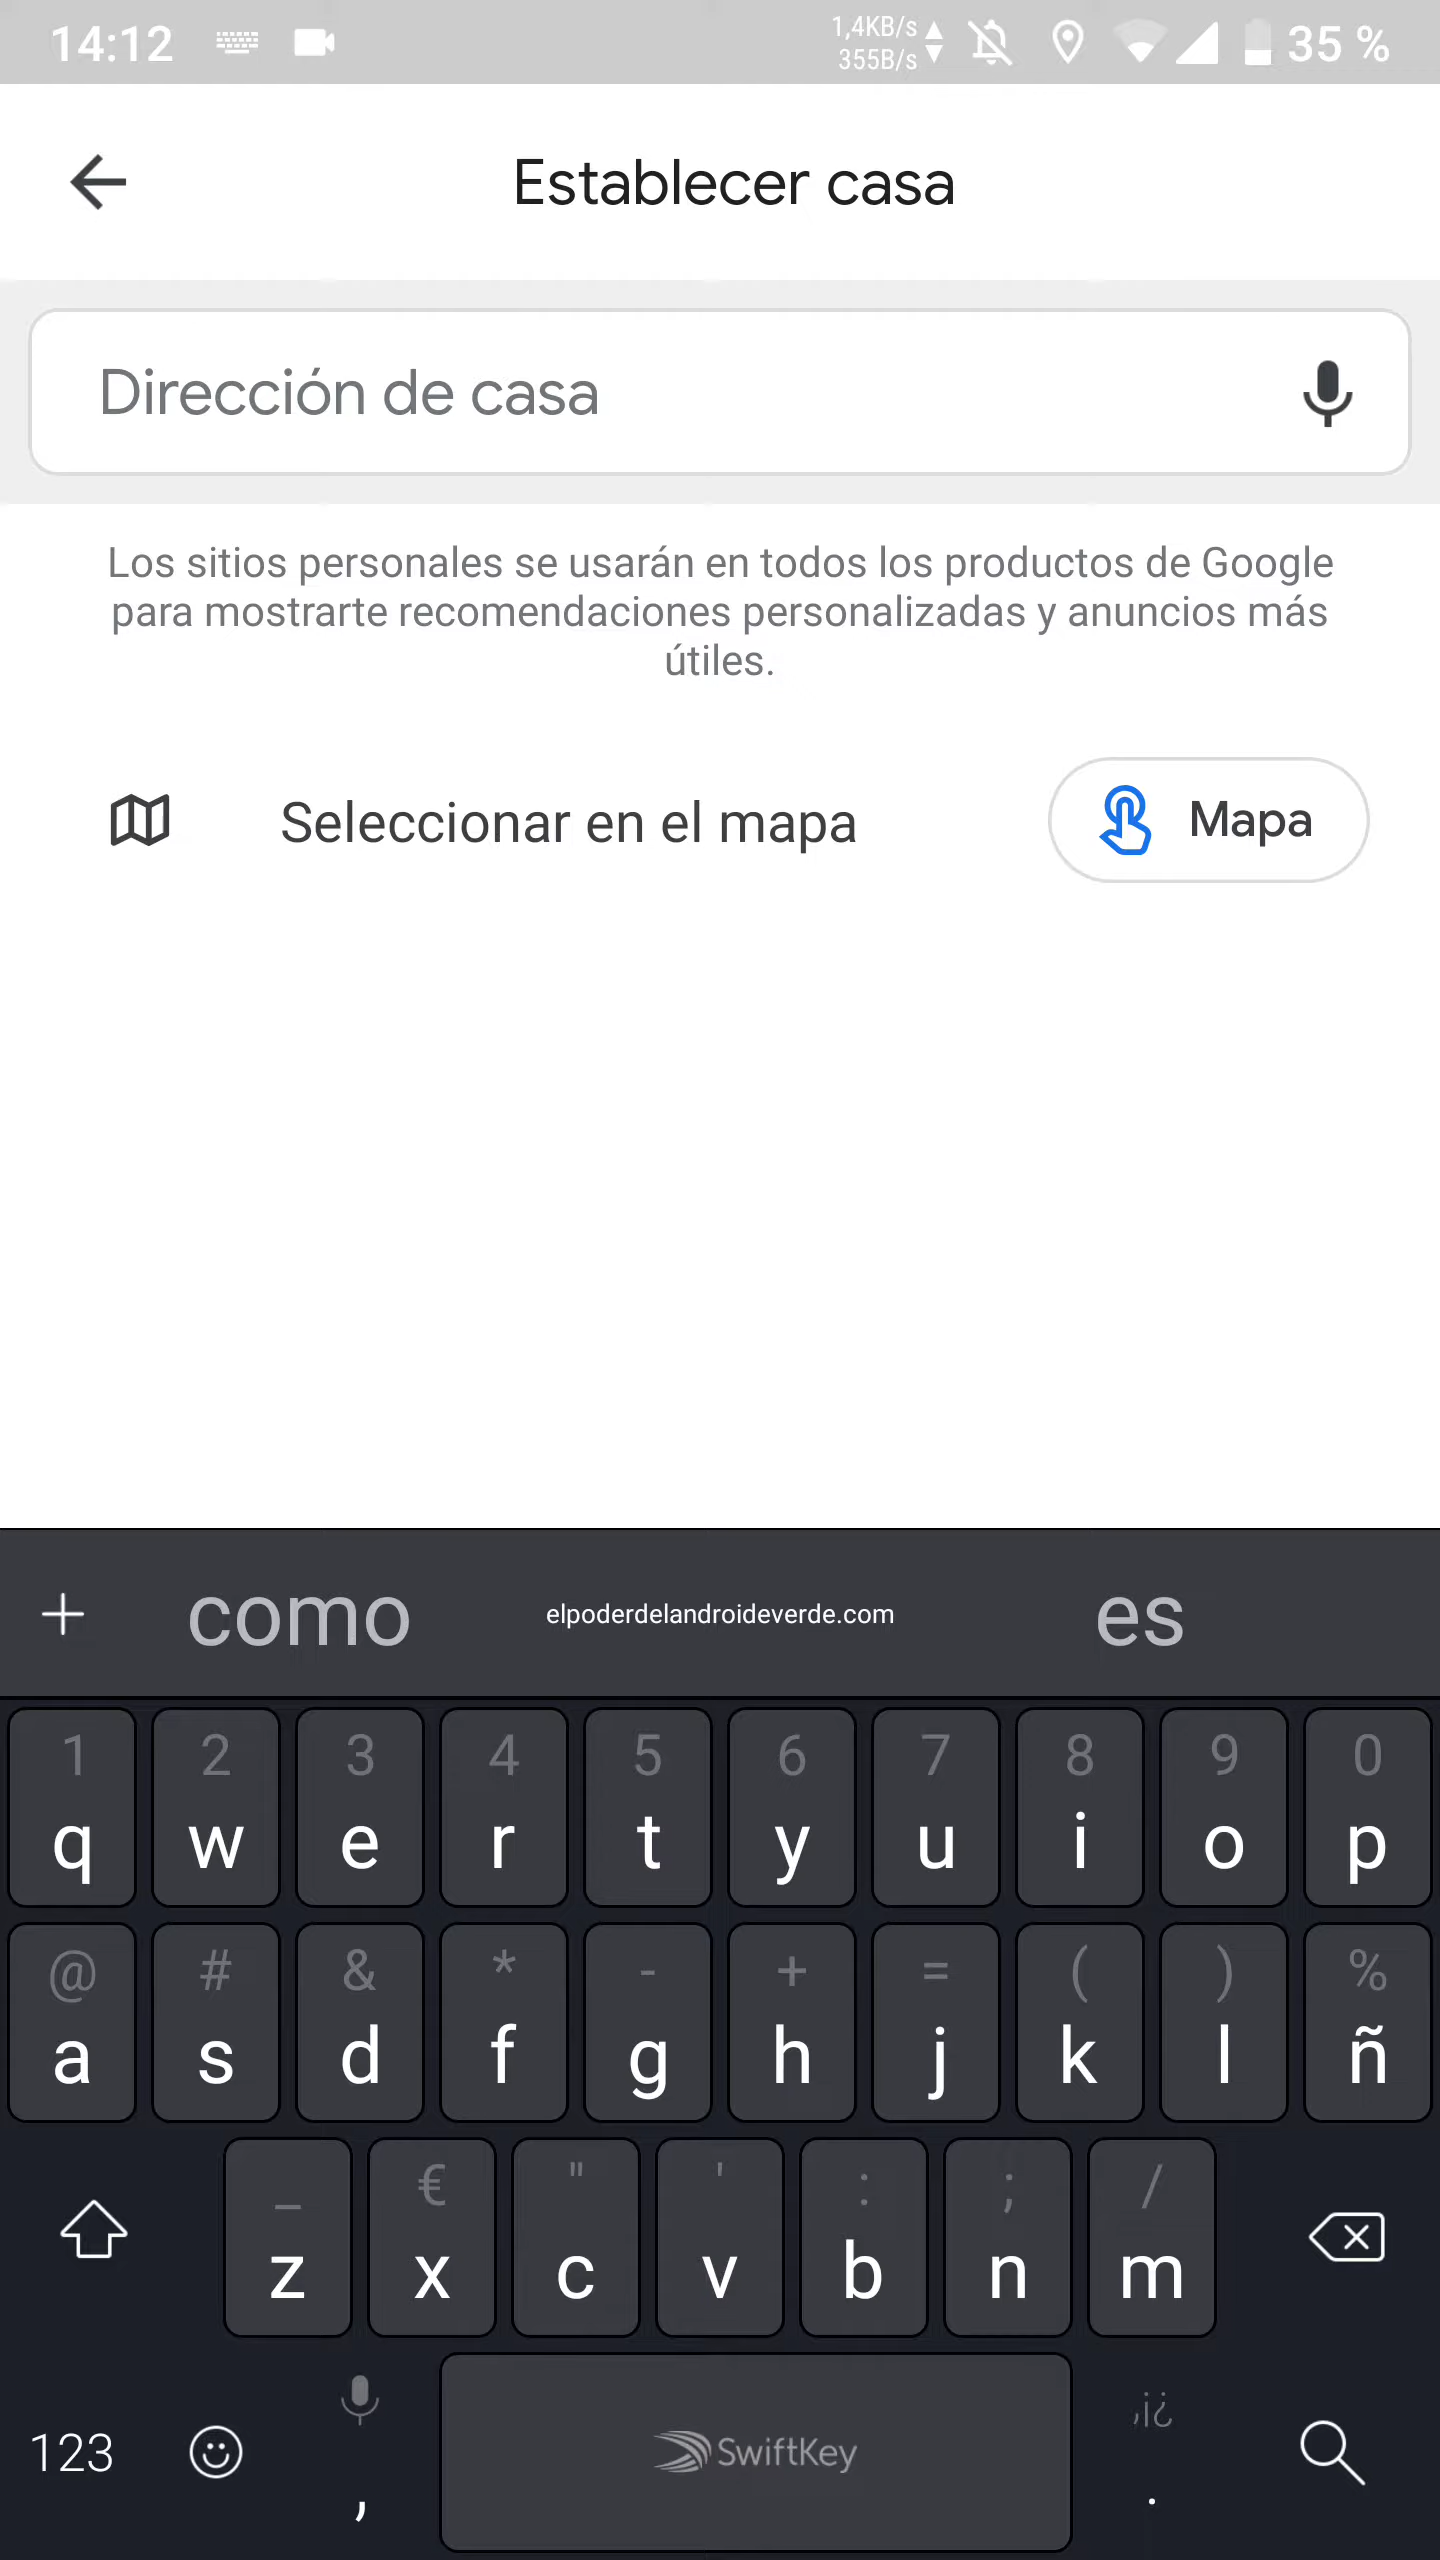 14:12
1,4KB/s
355B/s
35 %
Establecer casa
Dirección de casa
Los sitios personales se usarán en todos los productos de Google
para mostrarte recomendaciones personalizadas y anuncios más
útiles.
Seleccionar en el mapa
Mapa
como elpoderdelandroideverde.com es
1 2 3 4 5 6 7 8 9 0
q w e r t y u i o p
@ # & * - + = ( ) %
a s d f g h j k l ñ
_ € " ' : ; /
z x c v b n m
123 , SwiftKey ,¡¿ .